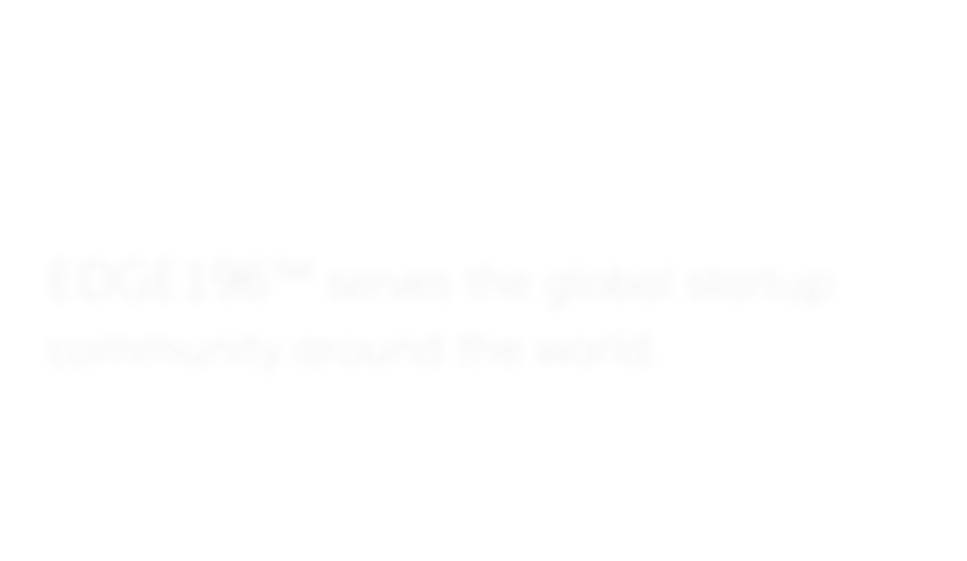 EDGE196™ serves the global startup
community around the world.